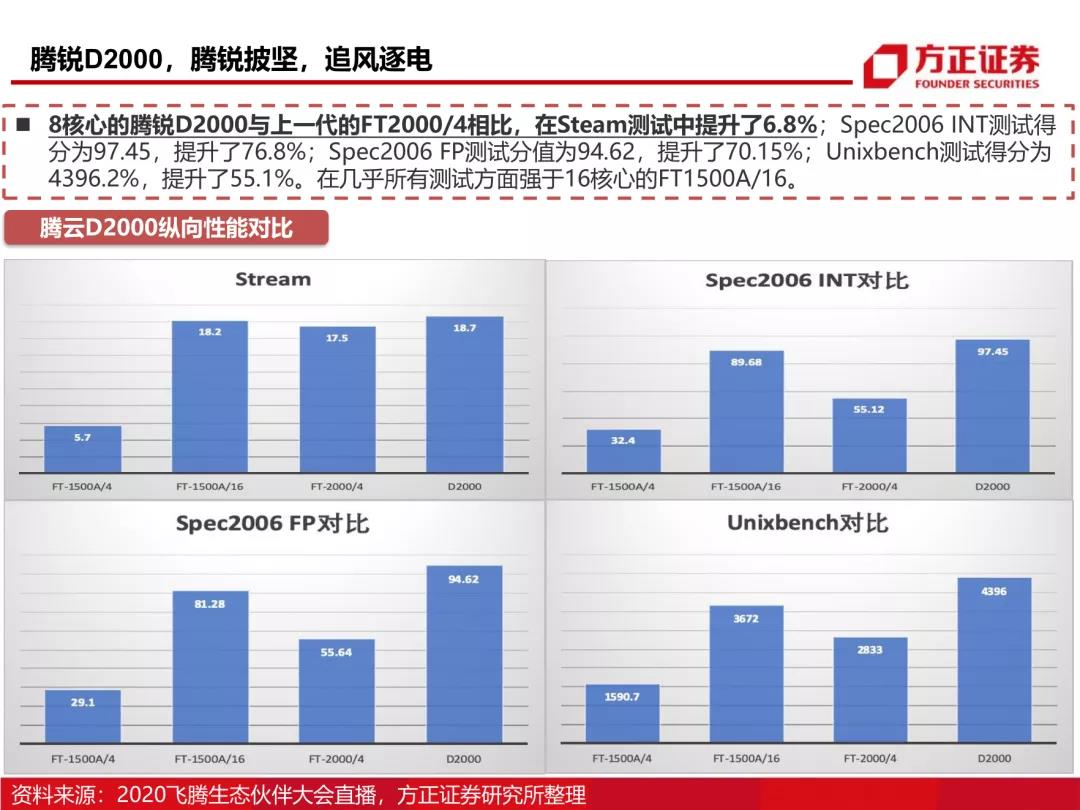 腾锐D2000，腾锐披坚，追风逐电
方正证券
FOUNDER SECURITIES
■ 8核心的腾锐D2000与上一代的FT2000/4相比，在Steam测试中提升了6.8%；Spec2006 INT测试得
分为97.45，提升了76.8%；Spec2006 FP测试分值为94.62，提升了70.15%；Unixbench测试得分为
4396.2%，提升了55.1%。在几乎所有测试方面强于16核心的FT1500A/16。
腾云D2000纵向性能对比
Stream
5.7
18.2
17.5
18.7
FT-1500A/4
FT-1500A/16
FT-2000/4
D2000
Spec2006 INT对比
32.4
89.68
55.12
97.45
FT-1500A/4
FT-1500A/16
FT-2000/4
D2000
Spec2006 FP对比
29.1
81.28
55.64
94.62
FT-1500A/4
FT-1500A/16
FT-2000/4
D2000
Unixbench对比
1590.7
3672
2833
4396
FT-1500A/4
FT-1500A/16
FT-2000/4
D2000
资料来源：2020飞腾生态伙伴大会直播，方正证券研究所整理